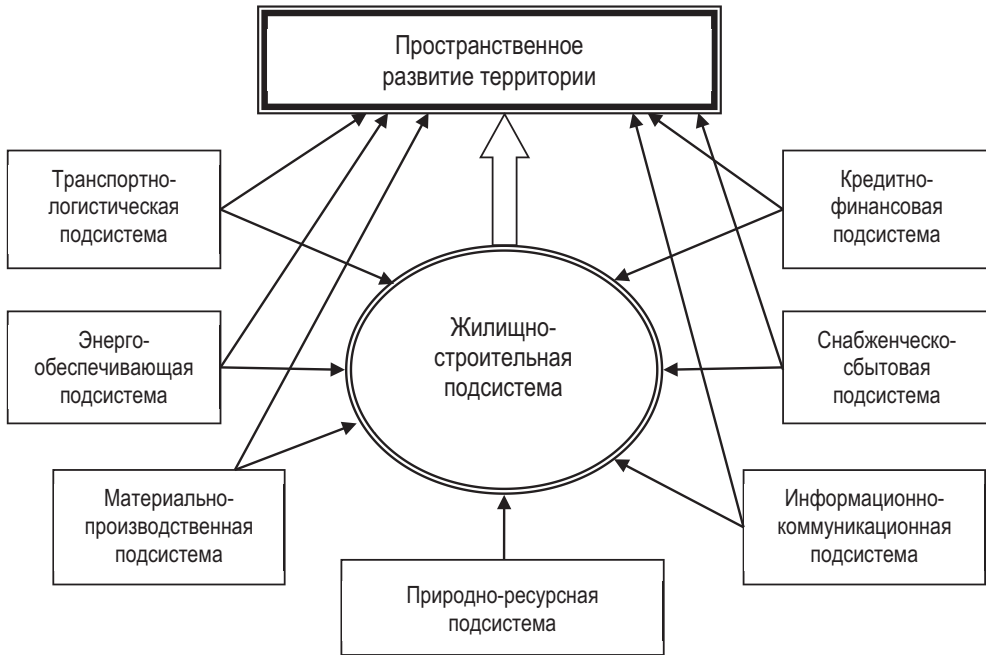 Пространственное
развитие территории
Транспортно-
логистическая
подсистема
Кредитно-
финансовая
подсистема
Жилищно-
строительная
подсистема
Энерго-
обеспечивающая
подсистема
Снабженческо-
сбытовая
подсистема
Материально-
производственная
подсистема
Информационно-
коммуникационная
подсистема
Природно-ресурсная
подсистема